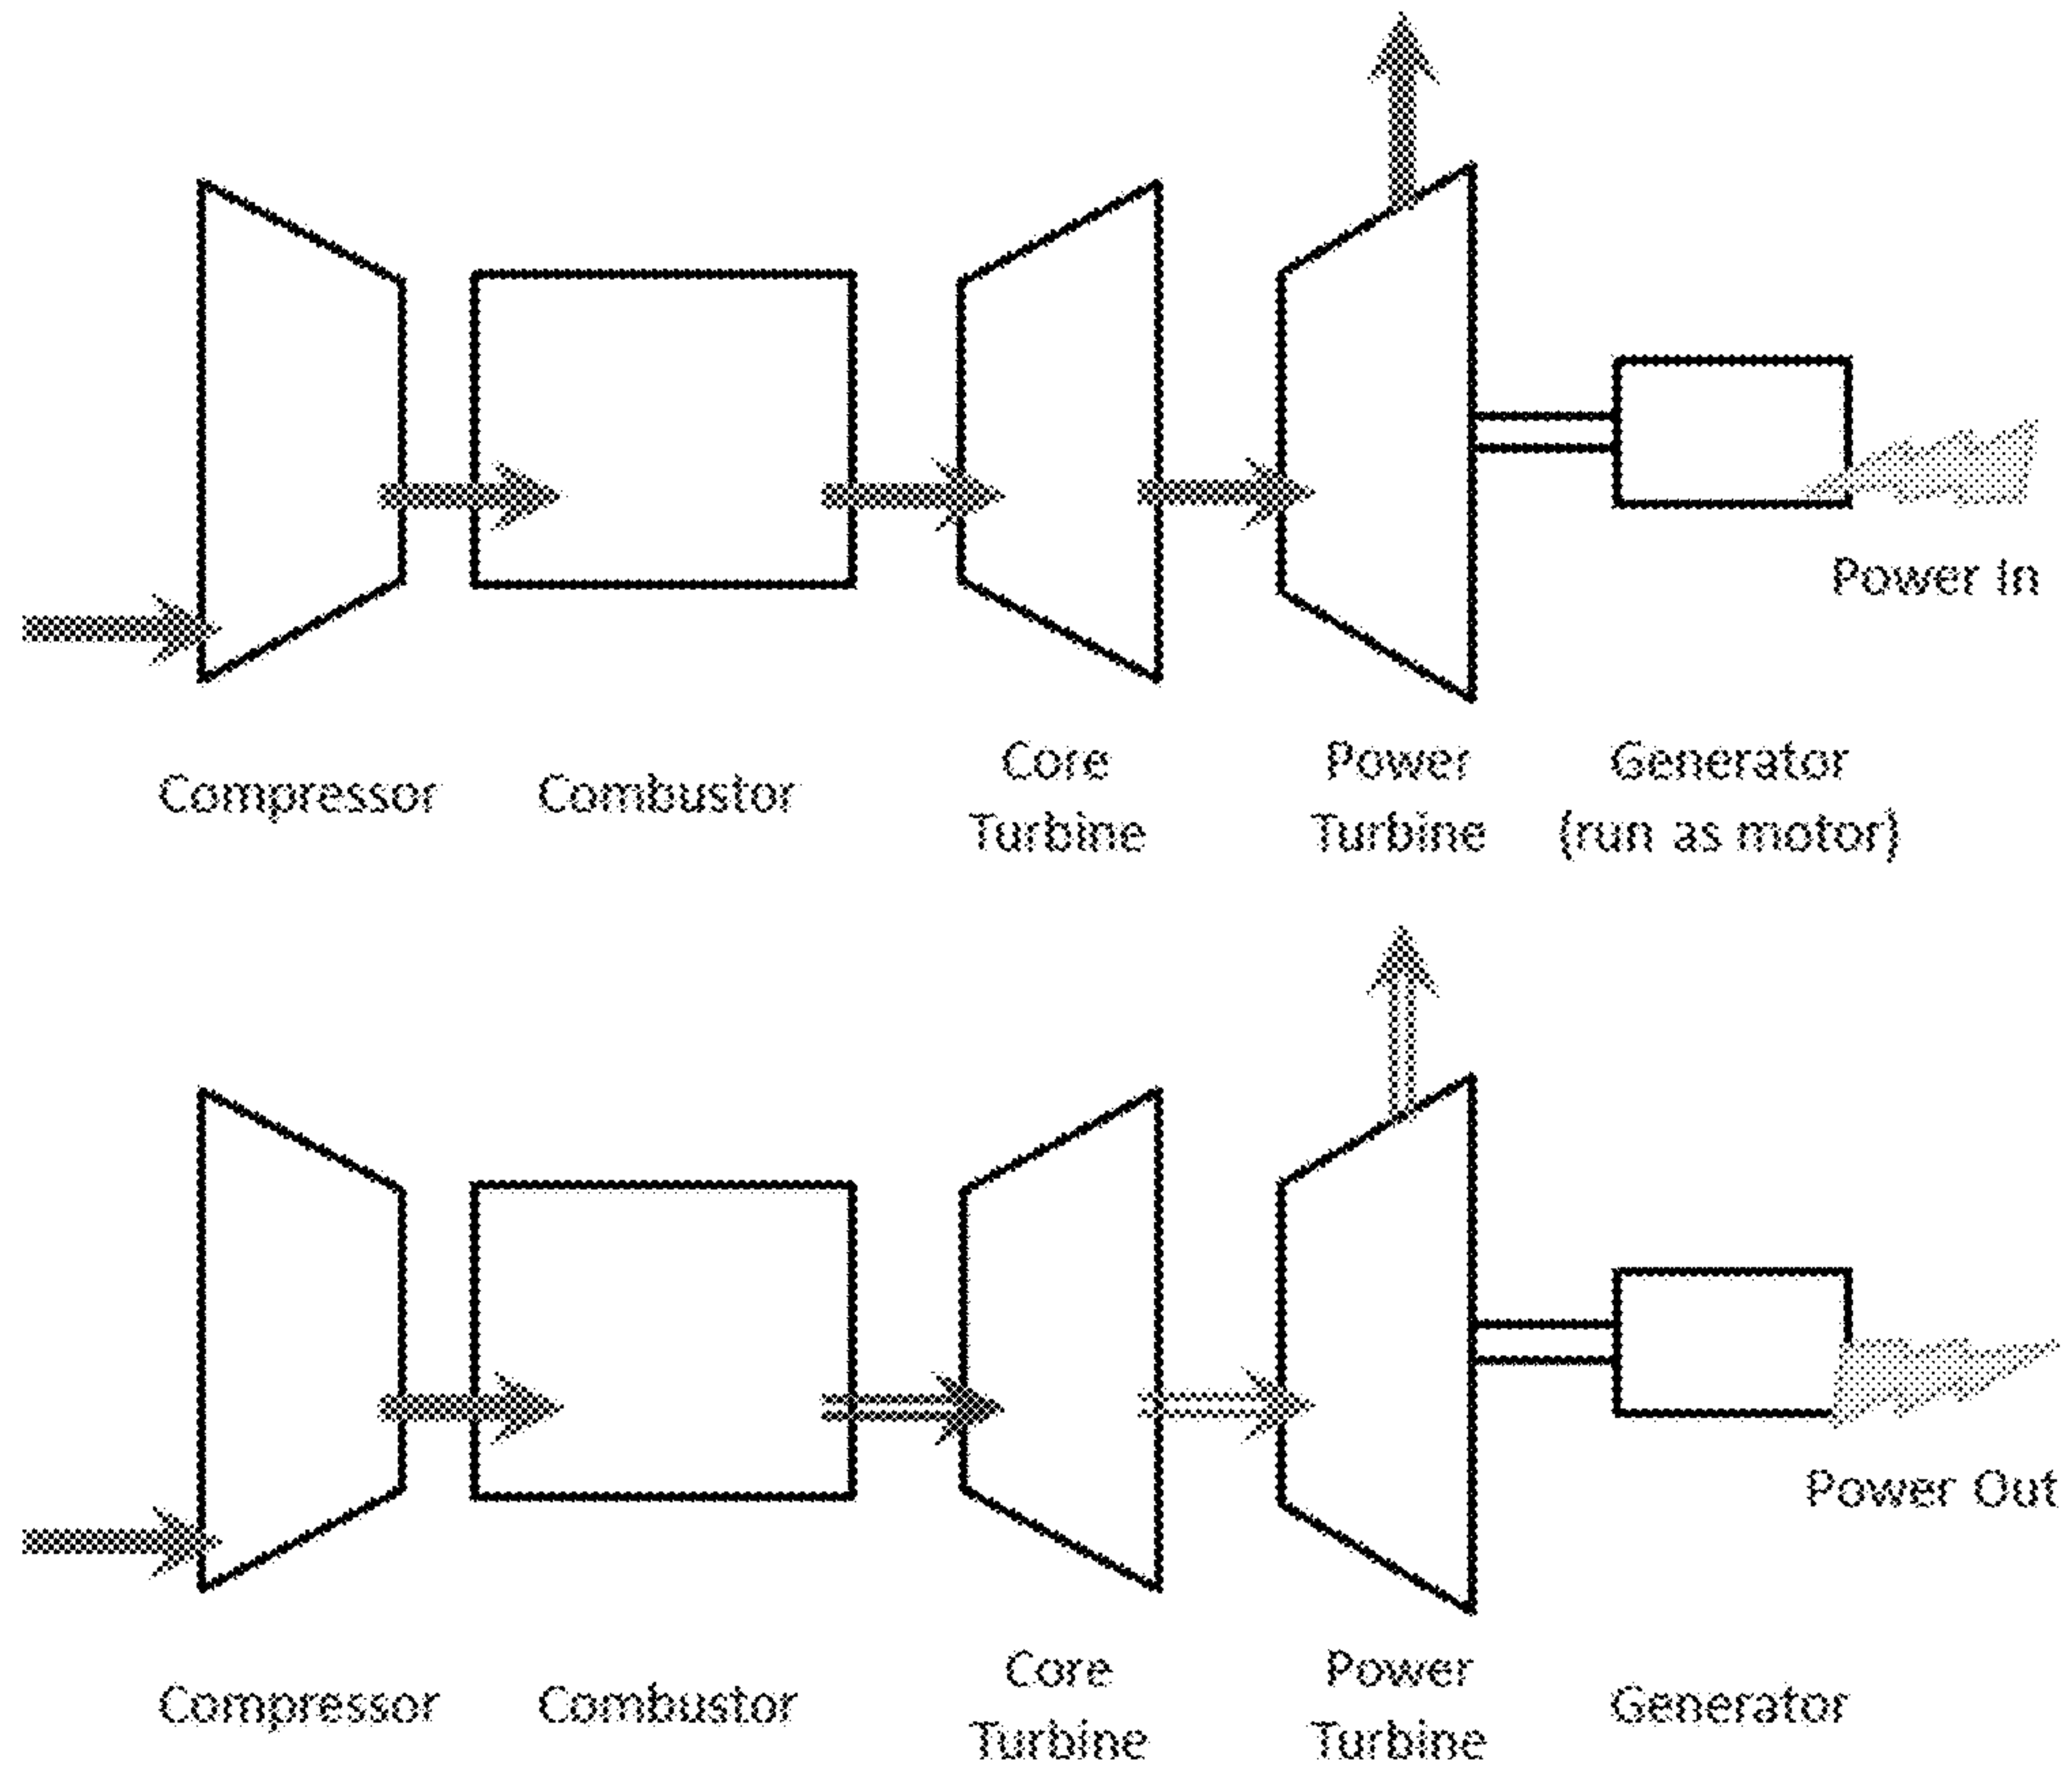 Power In
Compressor
Combustor
Core
Turbine
Power
Turbine
Generator
(run as motor)
Power Out
Compressor
Combustor
Core
Turbine
Power
Turbine
Generator